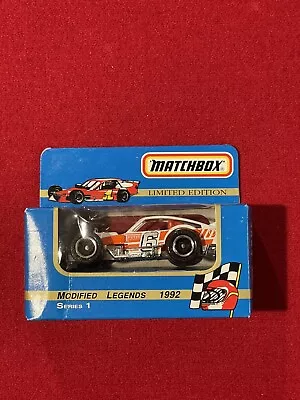 MATCHBOX
LIMITED EDITION
6
MODIFIED LEGENDS 1992
SERIES 1